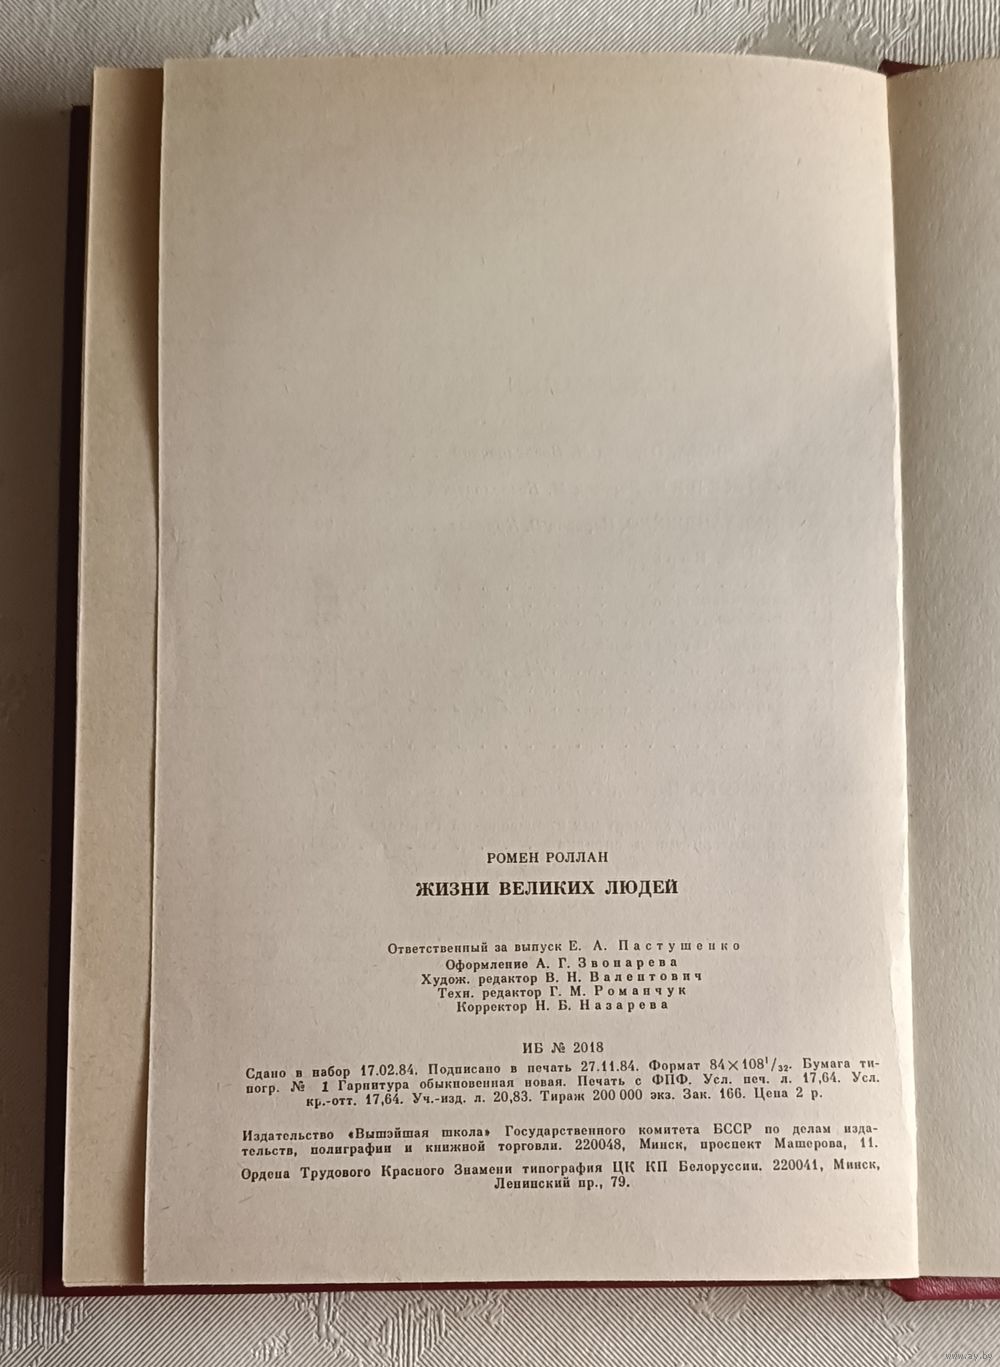 РОМЕН РОЛЛАН
ЖИЗНИ ВЕЛИКИХ ЛЮДЕЙ
Ответственный за выпуск Е. А. Пастушенко
Оформление А. Г. Звонарева
Худож. редактор В. Н. Валентович
Техн. редактор Г. М. Романчук
Корректор Н. Б. Назарева
ИБ № 2018
Сдано в набор 17.02.84. Подписано в печать 27.11.84. Формат 84×108¹/₃₂. Бумага ти-
погр. № 1 Гарнитура обыкновенная новая. Печать с ФПФ. Усл. печ. л. 17,64. Усл.
кр.-отт. 17,64. Уч.-изд. л. 20,83. Тираж 200 000 экз. Зак. 166. Цена 2 р.
Издательство «Вышэйшая школа» Государственного комитета БССР по делам изда-
тельств, полиграфии и книжной торговли. 220048, Минск, проспект Машерова, 11.
Ордена Трудового Красного Знамени типография ЦК КП Белоруссии. 220041, Минск,
Ленинский пр., 79.
www.ay.by